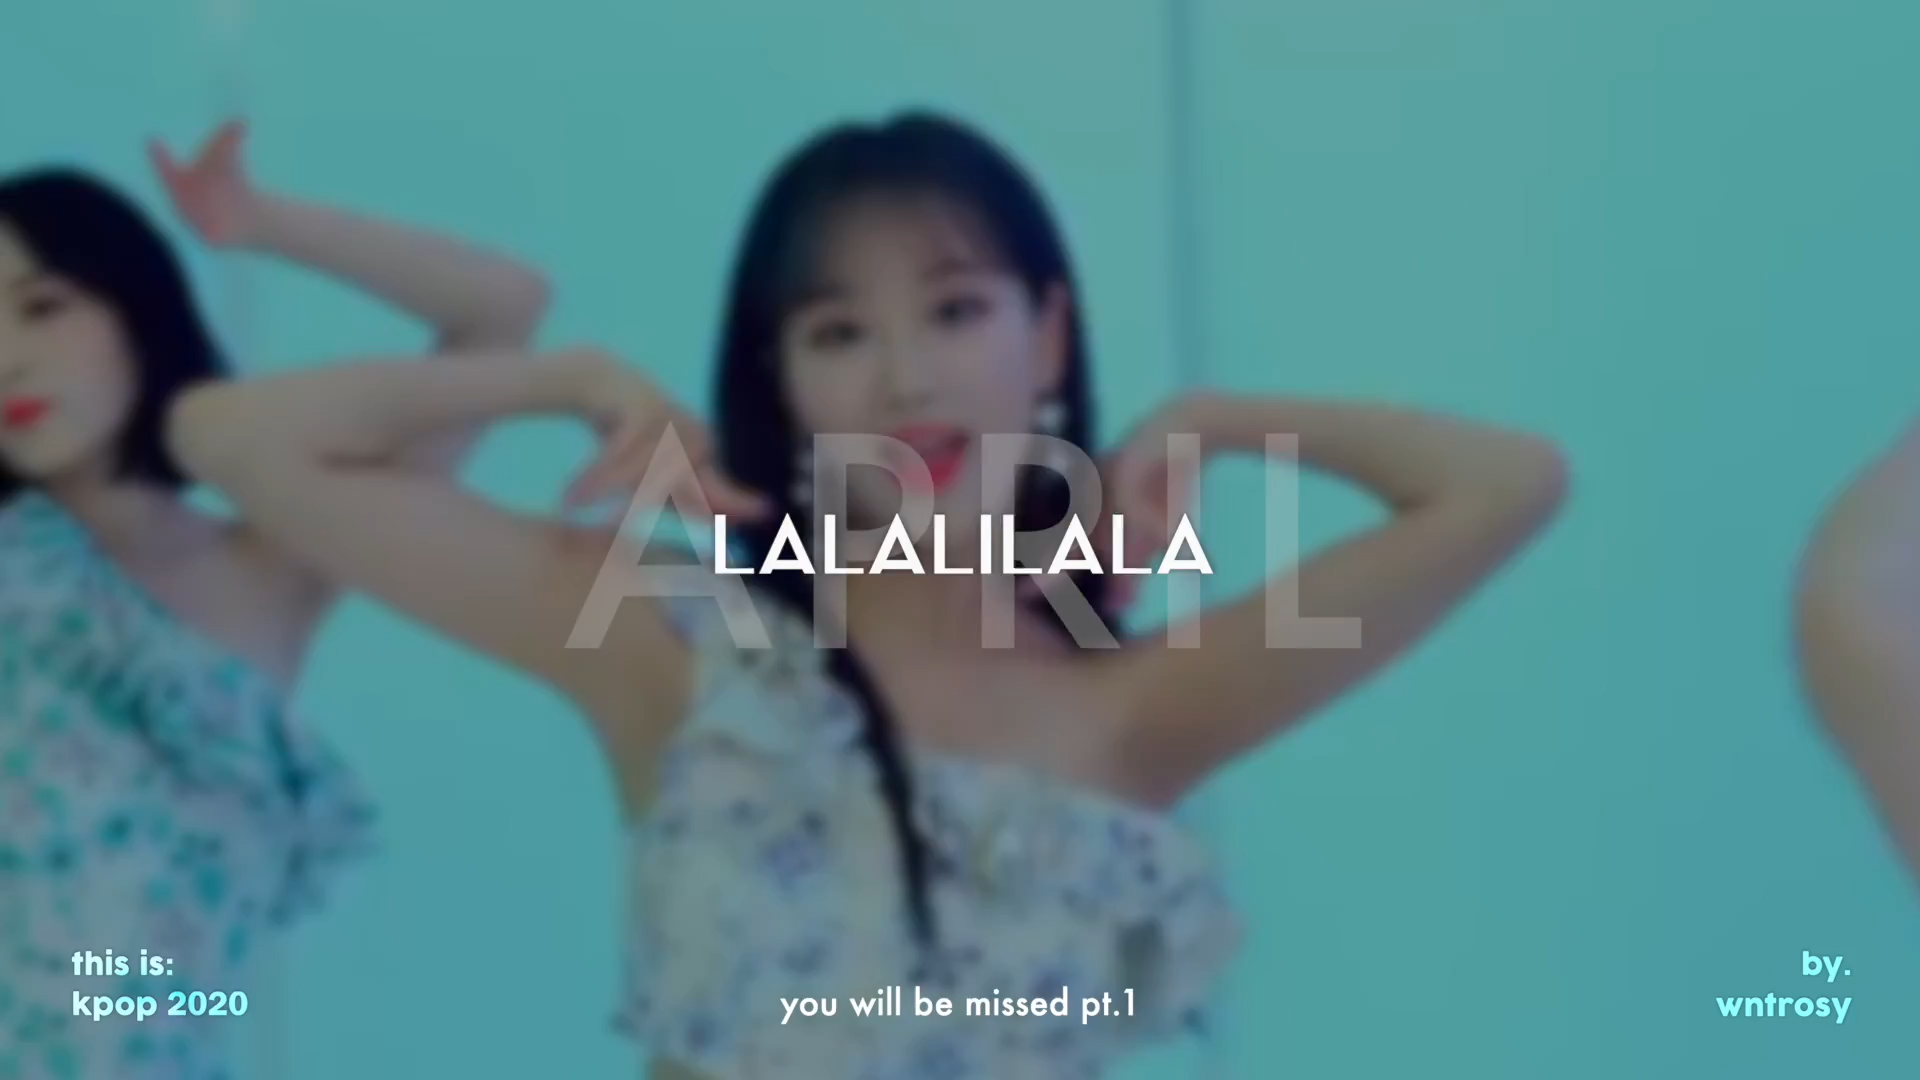 APRIL
LALALILALA
this is:
kpop 2020
you will be missed pt.1
by.
wntrosy